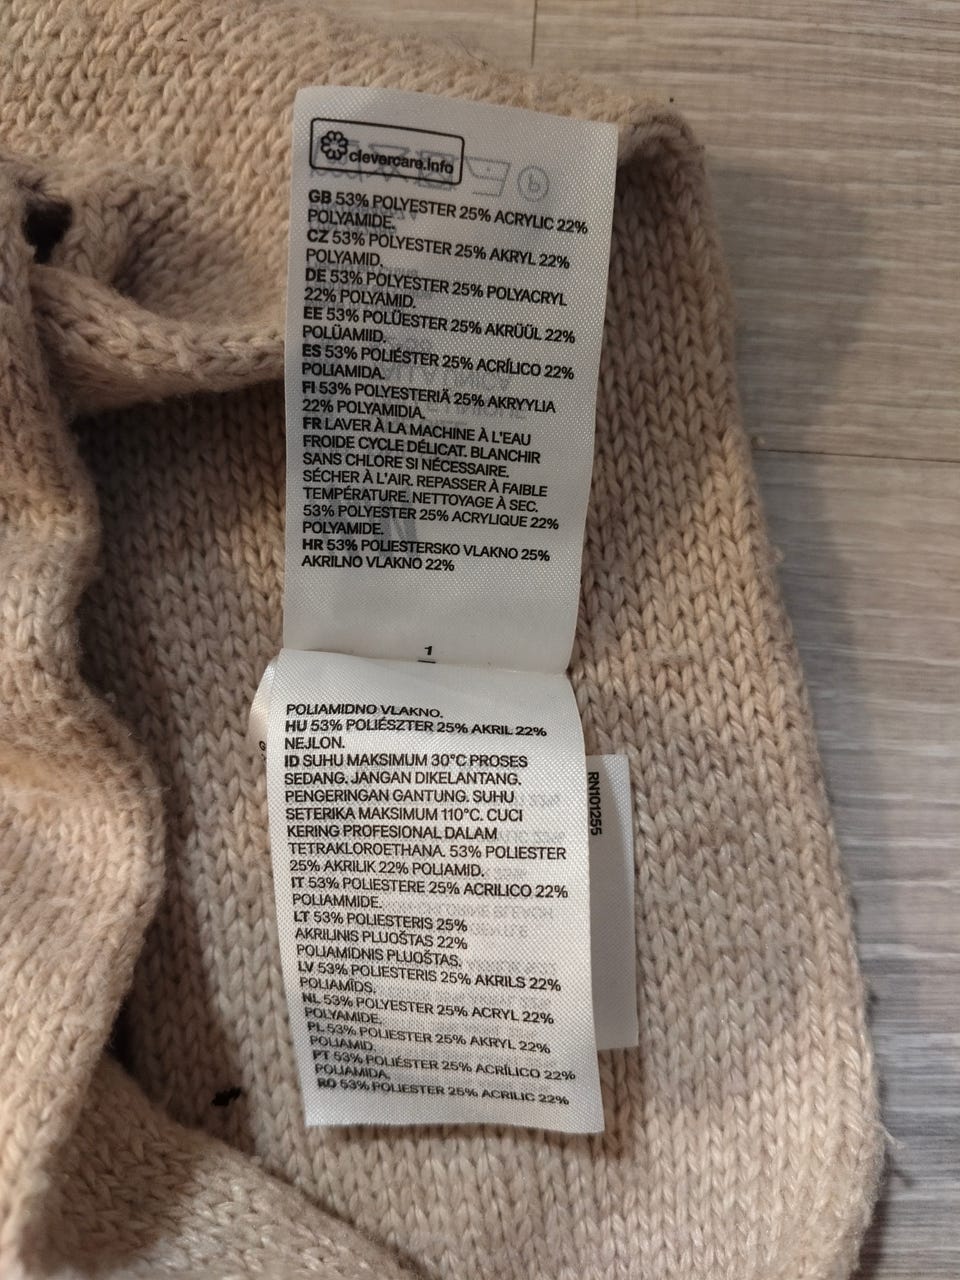 clevercare.info
GB 53% POLYESTER 25% ACRYLIC 22%
POLYAMIDE.
CZ 53% POLYESTER 25% AKRYL 22%
POLYAMID.
DE 53% POLYESTER 25% POLYACRYL
22% POLYAMID.
EE 53% POLÜESTER 25% AKRÜÜL 22%
POLÜAMIID.
ES 53% POLIÉSTER 25% ACRÍLICO 22%
POLIAMIDA.
FI 53% POLYESTERIÄ 25% AKRYYLIA
22% POLYAMIDIA.
FR LAVER À LA MACHINE À L'EAU
FROIDE CYCLE DÉLICAT. BLANCHIR
SANS CHLORE SI NÉCESSAIRE.
SÉCHER À L'AIR. REPASSER À FAIBLE
TEMPÉRATURE. NETTOYAGE À SEC.
53% POLYESTER 25% ACRYLIQUE 22%
POLYAMIDE.
HR 53% POLIESTERSKO VLAKNO 25%
AKRILNO VLAKNO 22%
1
POLIAMIDNO VLAKNO.
HU 53% POLIÉSZTER 25% AKRIL 22%
NEJLON.
ID SUHU MAKSIMUM 30°C PROSES
SEDANG. JANGAN DIKELANTANG.
PENGERINGAN GANTUNG. SUHU
SETERIKA MAKSIMUM 110°C. CUCI
KERING PROFESIONAL DALAM
TETRAKLOROETHANA. 53% POLIESTER
25% AKRILIK 22% POLIAMID.
IT 53% POLIESTERE 25% ACRILICO 22%
POLIAMMIDE.
LT 53% POLIESTERIS 25%
AKRILINIS PLUOŠTAS 22%
POLIAMIDNIS PLUOŠTAS.
LV 53% POLIESTERIS 25% AKRILS 22%
POLIAMĪDS.
NL 53% POLYESTER 25% ACRYL 22%
POLYAMIDE.
PL 53% POLIESTER 25% AKRYL 22%
POLIAMID.
PT 53% POLIÉSTER 25% ACRÍLICO 22%
POLIAMIDA.
RO 53% POLIESTER 25% ACRILIC 22%
RN101255